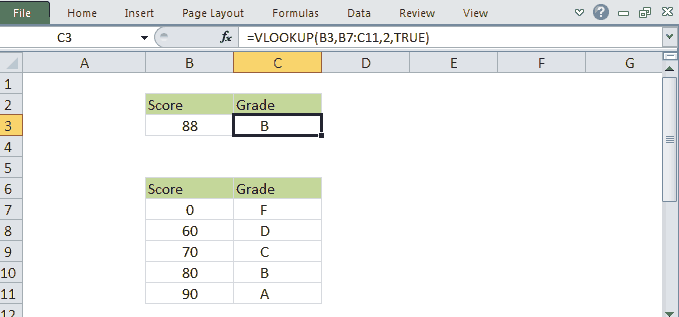 File Home Insert Page Layout Formulas Data Review View
C3 fx =VLOOKUP(B3,B7:C11,2,TRUE)
A B C D E F G
1
2 Score Grade
3 88 B
4
5
6 Score Grade
7 0 F
8 60 D
9 70 C
10 80 B
11 90 A
12